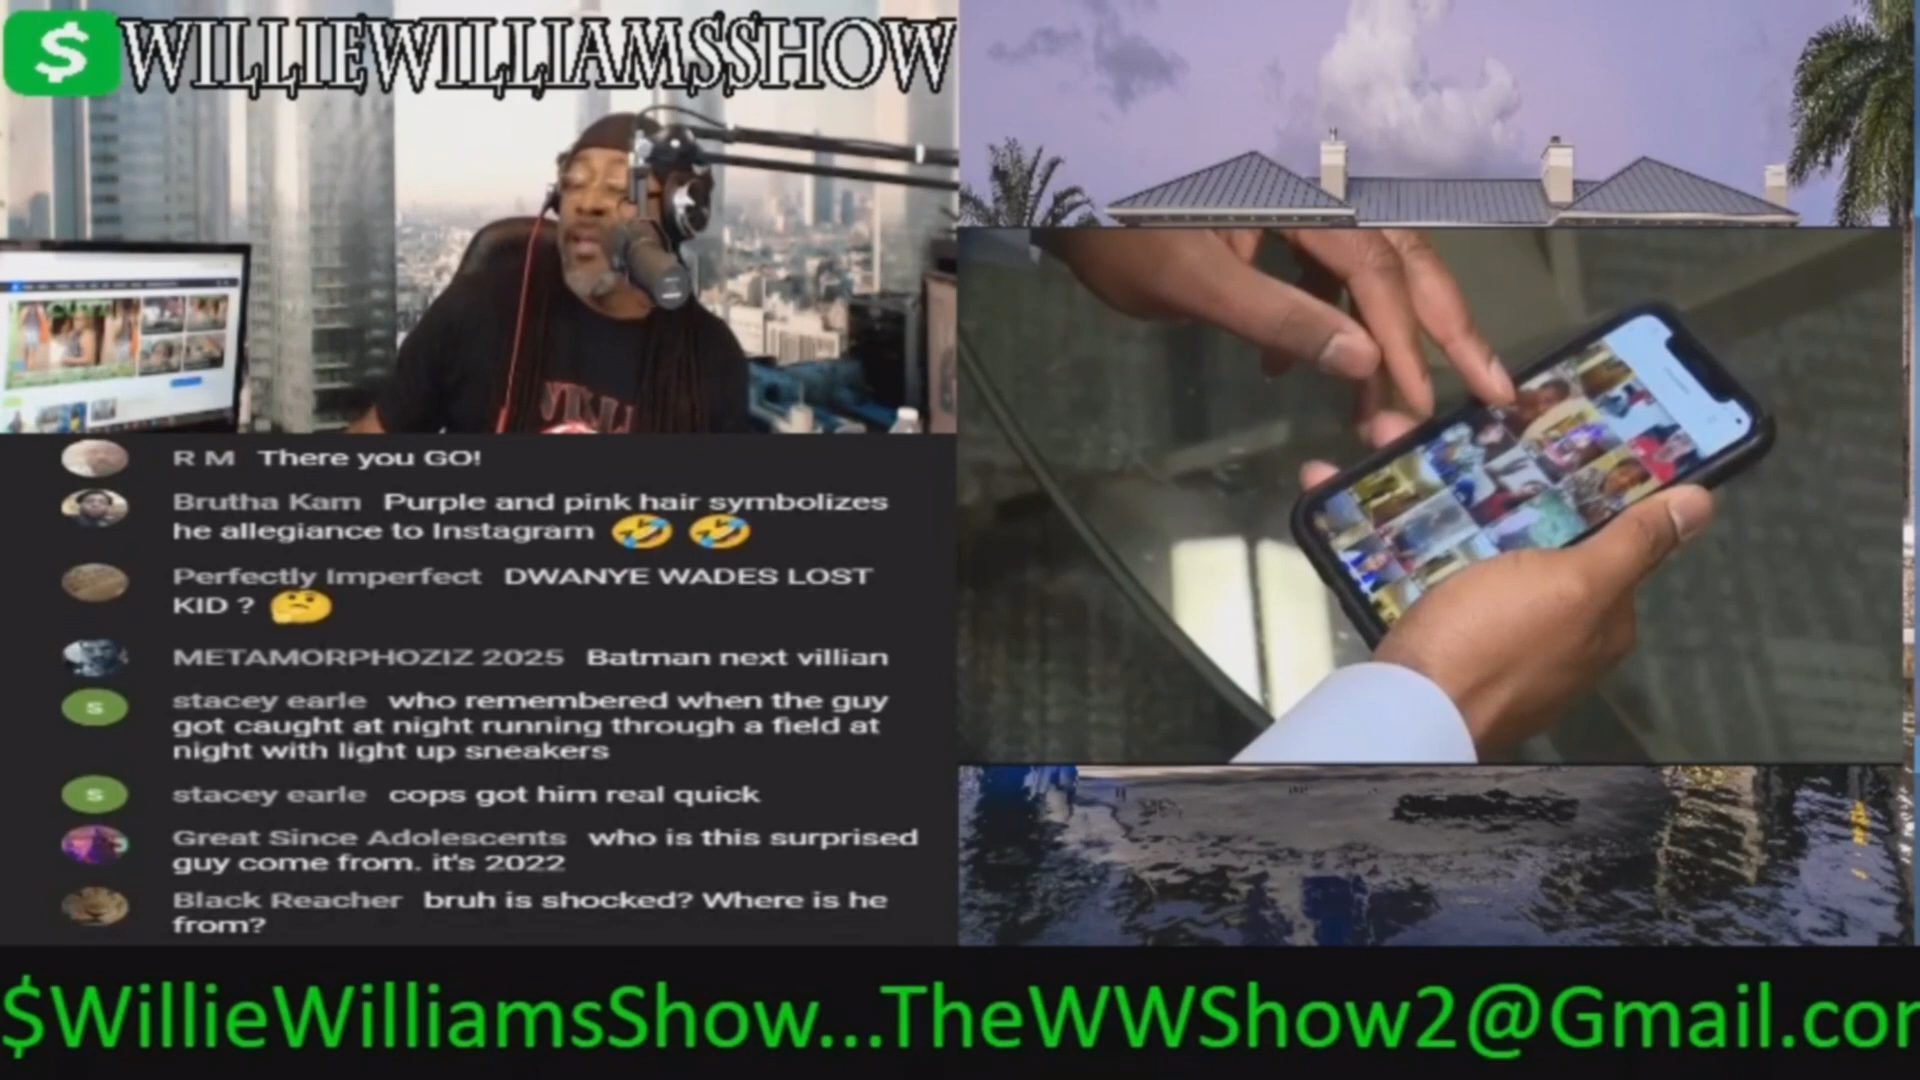 $ WILLIEWILLIAMSSHOW
R M There you GO!
Brutha Kam Purple and pink hair symbolizes
he allegiance to Instagram
Perfectly Imperfect DWANYE WADES LOST
KID ?
METAMORPHOZIZ 2025 Batman next villian
s stacey earle who remembered when the guy
got caught at night running through a field at
night with light up sneakers
s stacey earle cops got him real quick
Great Since Adolescents who is this surprised
guy come from. it's 2022
Black Reacher bruh is shocked? Where is he
from?
$WillieWilliamsShow...TheWWShow2@Gmail.cor